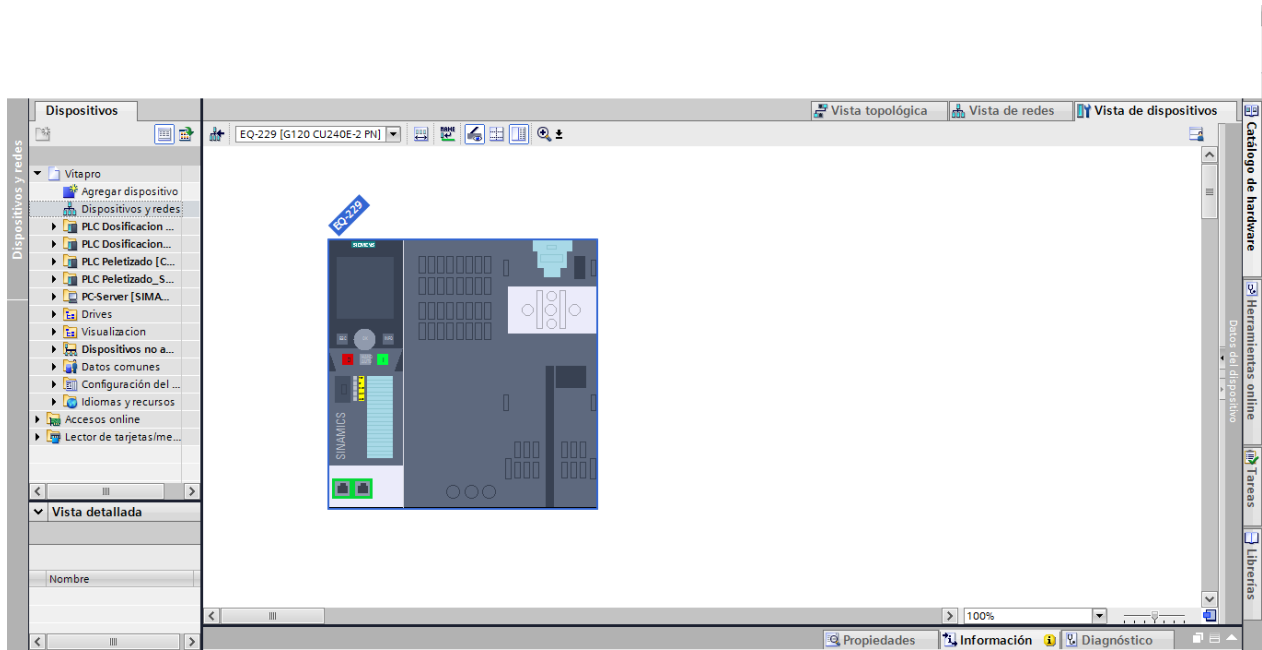 Dispositivos
Vista topológica
Vista de redes
Vista de dispositivos
EQ-229 [G120 CU240E-2 PN]
Dispositivos y redes
Vitapro
Agregar dispositivo
Dispositivos y redes
PLC Dosificacion ...
PLC Dosificacion...
PLC Peletizado [C...
PLC Peletizado_S...
PC-Server [SIMA...
Drives
Visualizacion
Dispositivos no a...
Datos comunes
Configuración del ...
Idiomas y recursos
Accesos online
Lector de tarjetas/me...
Vista detallada
Nombre
EQ-229
SIEMENS
SINAMICS
Datos del dispositivo
Catálogo de hardware
Herramientas online
Tareas
Librerías
100%
Propiedades
Información
Diagnóstico